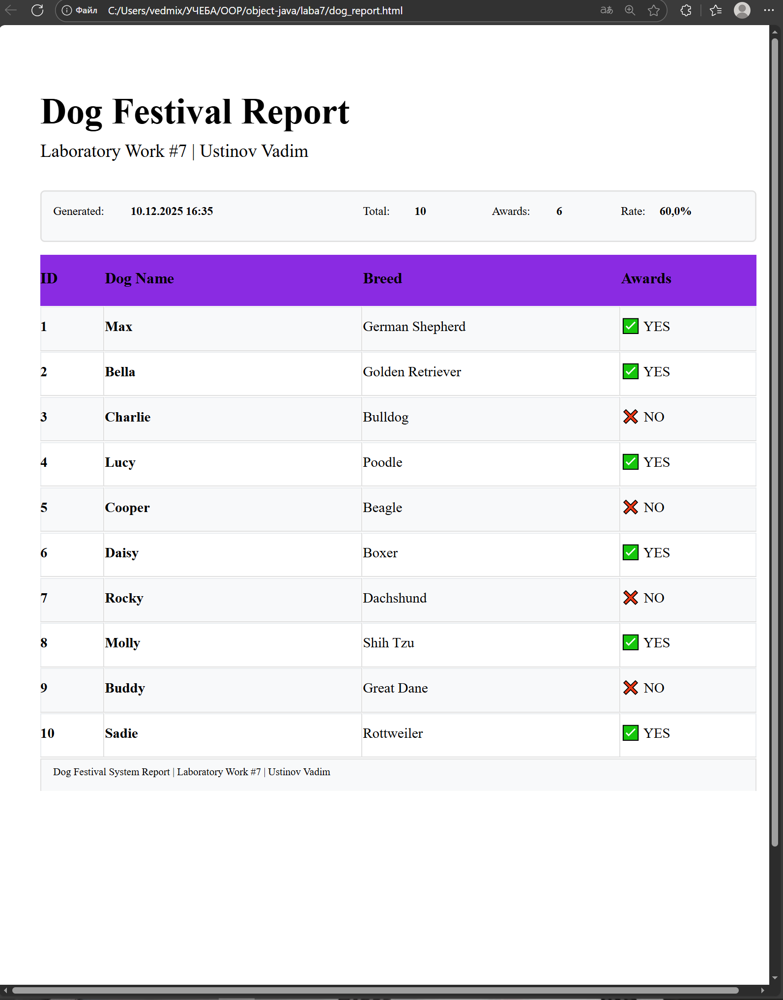 Файл C:/Users/vedmix/УЧЕБА/OOP/object-java/laba7/dog_report.html aあ
Dog Festival Report
Laboratory Work #7 | Ustinov Vadim
Generated: 10.12.2025 16:35 Total: 10 Awards: 6 Rate: 60,0%
ID Dog Name Breed Awards
1 Max German Shepherd ✅ YES
2 Bella Golden Retriever ✅ YES
3 Charlie Bulldog ❌ NO
4 Lucy Poodle ✅ YES
5 Cooper Beagle ❌ NO
6 Daisy Boxer ✅ YES
7 Rocky Dachshund ❌ NO
8 Molly Shih Tzu ✅ YES
9 Buddy Great Dane ❌ NO
10 Sadie Rottweiler ✅ YES
Dog Festival System Report | Laboratory Work #7 | Ustinov Vadim